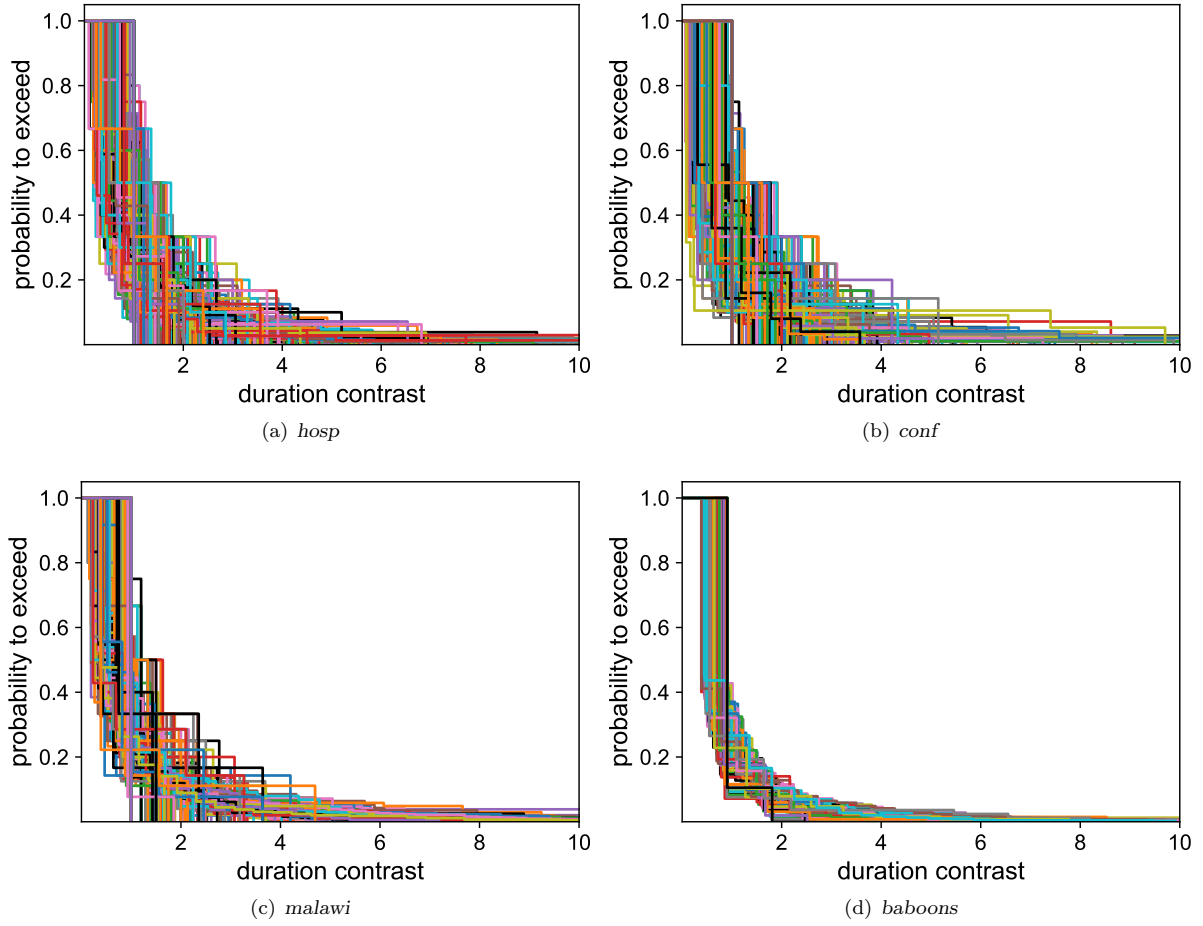 1.0
0.8
0.6
0.4
0.2
probability to exceed
2 4 6 8 10
duration contrast
(a) hosp
1.0
0.8
0.6
0.4
0.2
probability to exceed
2 4 6 8 10
duration contrast
(b) conf
1.0
0.8
0.6
0.4
0.2
probability to exceed
2 4 6 8 10
duration contrast
(c) malawi
1.0
0.8
0.6
0.4
0.2
probability to exceed
2 4 6 8 10
duration contrast
(d) baboons